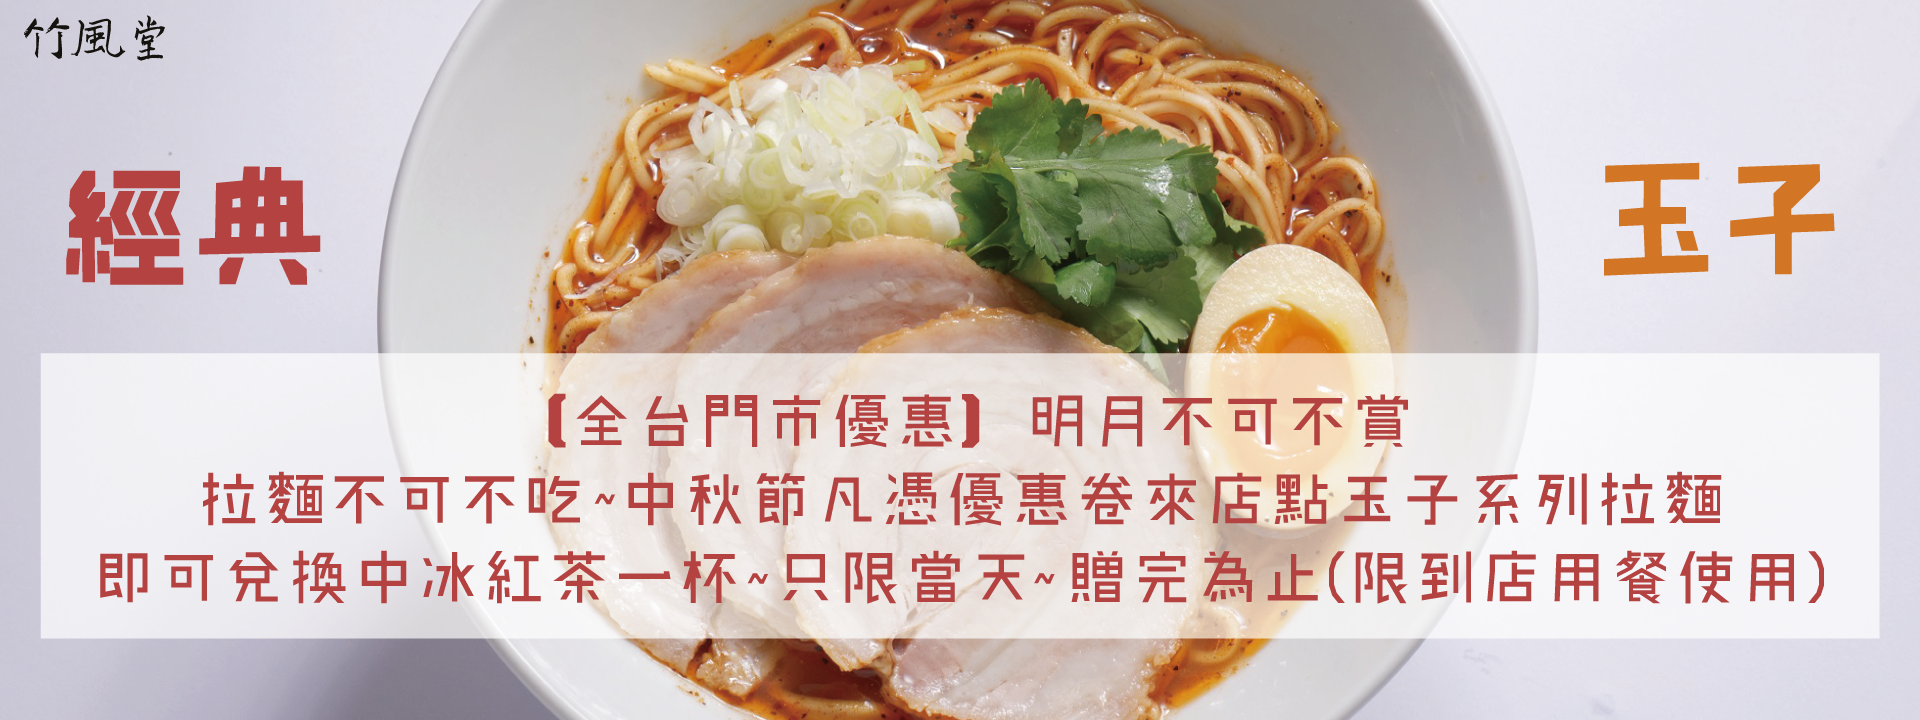 竹風堂
經典
玉子
【全台門市優惠】 明月不可不賞
拉麵不可不吃~中秋節凡憑優惠卷來店點玉子系列拉麵
即可兌換中冰紅茶一杯~只限當天~贈完為止(限到店用餐使用)